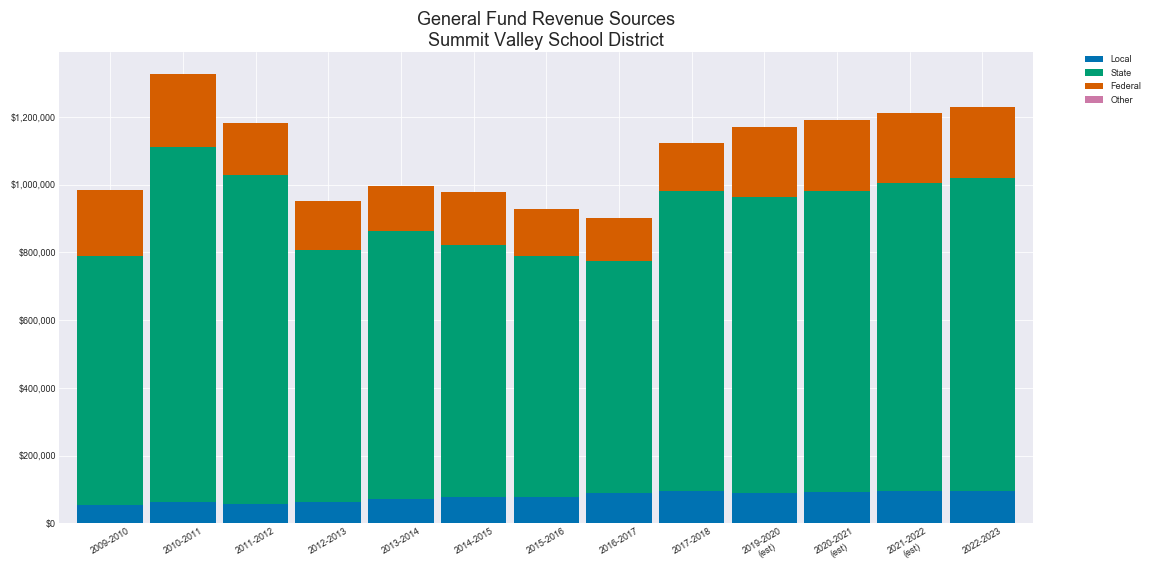 General Fund Revenue Sources
Summit Valley School District
Local
State
Federal
Other
$1,200,000
$1,000,000
$800,000
$600,000
$400,000
$200,000
$0
2009-2010
2010-2011
2011-2012
2012-2013
2013-2014
2014-2015
2015-2016
2016-2017
2017-2018
2019-2020
(est)
2020-2021
(est)
2021-2022
(est)
2022-2023